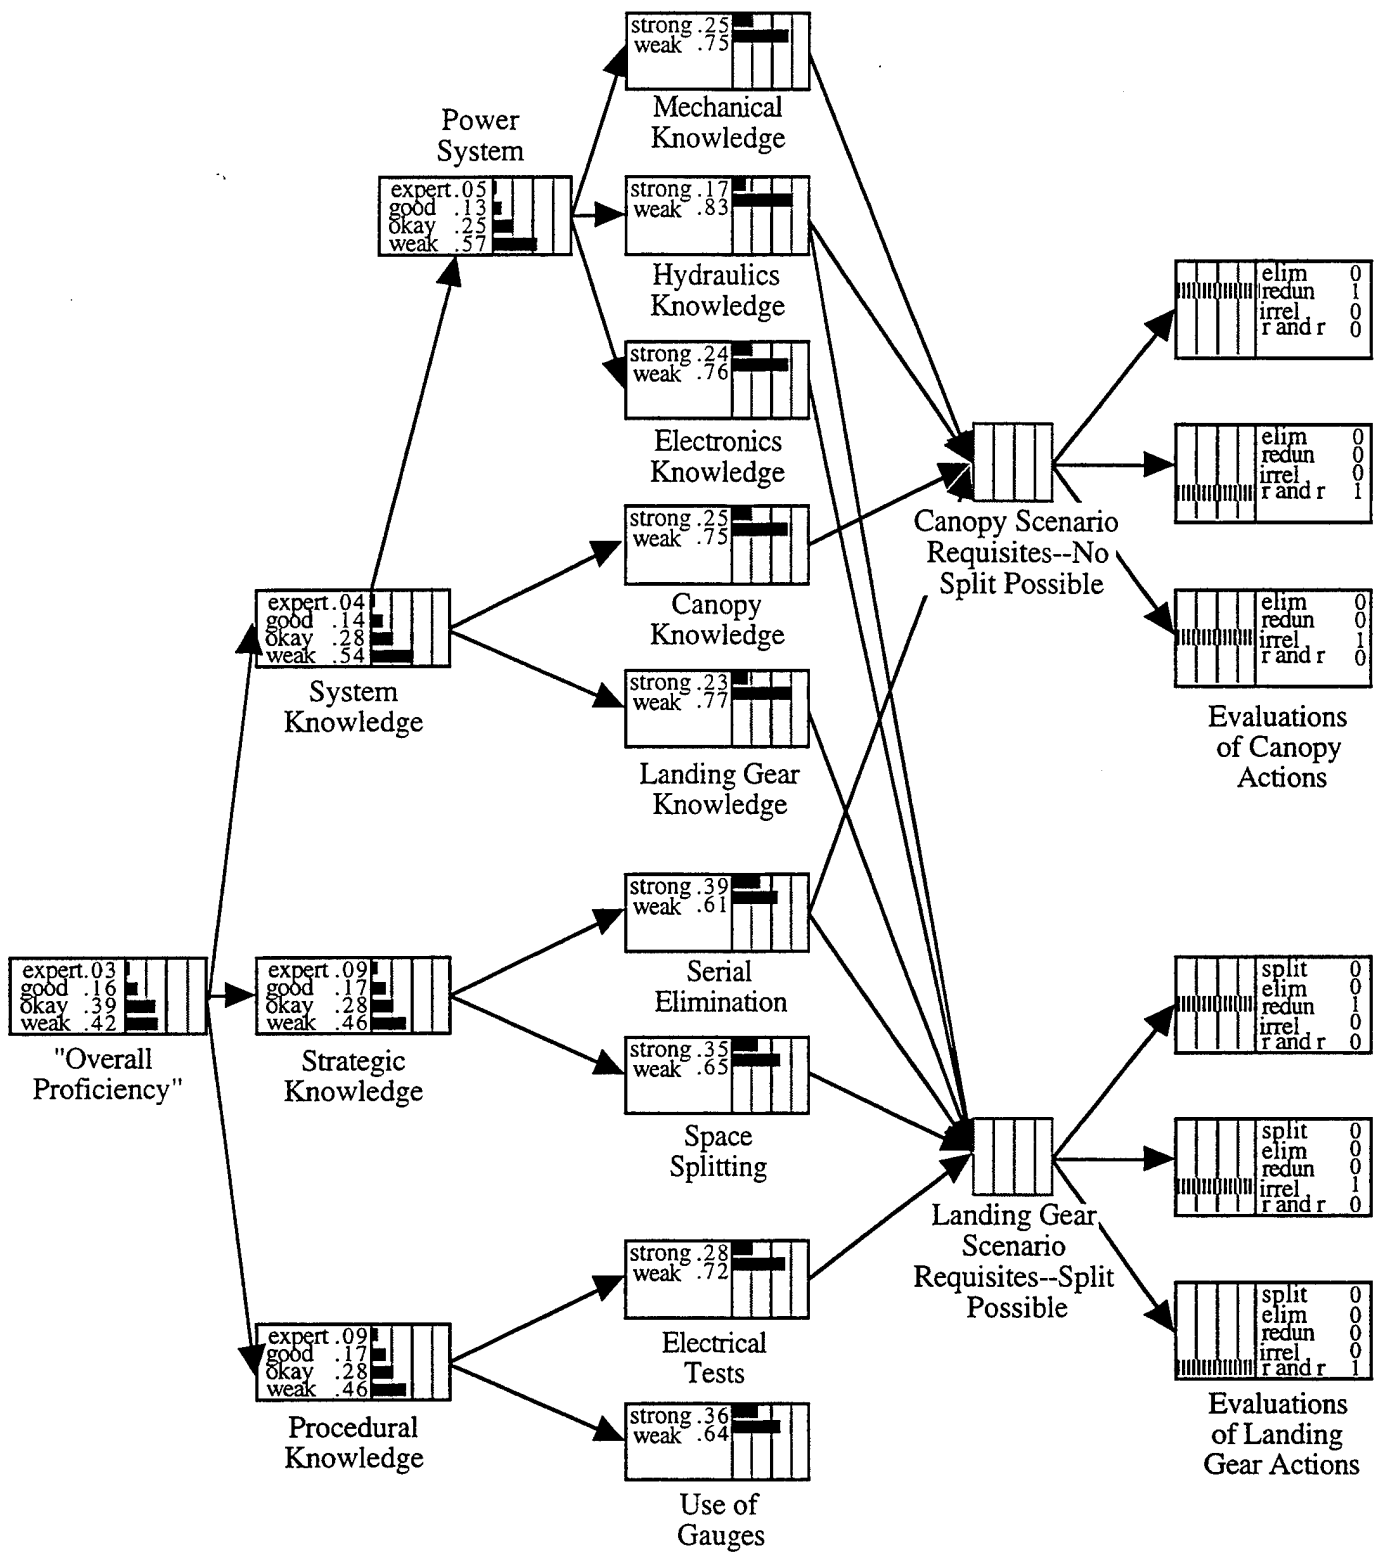 strong .25
weak .75
Mechanical
Knowledge
Power
System
expert .05
good .13
okay .25
weak .57
strong .17
weak .83
Hydraulics
Knowledge
strong .24
weak .76
Electronics
Knowledge
strong .25
weak .75
Canopy
Knowledge
expert .04
good .14
okay .28
weak .54
System
Knowledge
strong .23
weak .77
Landing Gear
Knowledge
strong .39
weak .61
Serial
Elimination
expert .03
good .16
okay .39
weak .42
"Overall
Proficiency"
expert .09
good .17
okay .28
weak .46
Strategic
Knowledge
strong .35
weak .65
Space
Splitting
strong .28
weak .72
Electrical
Tests
expert .09
good .17
okay .28
weak .46
Procedural
Knowledge
strong .36
weak .64
Use of
Gauges
Canopy Scenario
Requisites--No
Split Possible
elim 0
redun 1
irrel 0
r and r 0
elim 0
redun 0
irrel 0
r and r 1
elim 0
redun 0
irrel 1
r and r 0
Evaluations
of Canopy
Actions
Landing Gear
Scenario
Requisites--Split
Possible
split 0
elim 0
redun 1
irrel 0
r and r 0
split 0
elim 0
redun 0
irrel 1
r and r 0
split 0
elim 0
redun 0
irrel 0
r and r 1
Evaluations
of Landing
Gear Actions